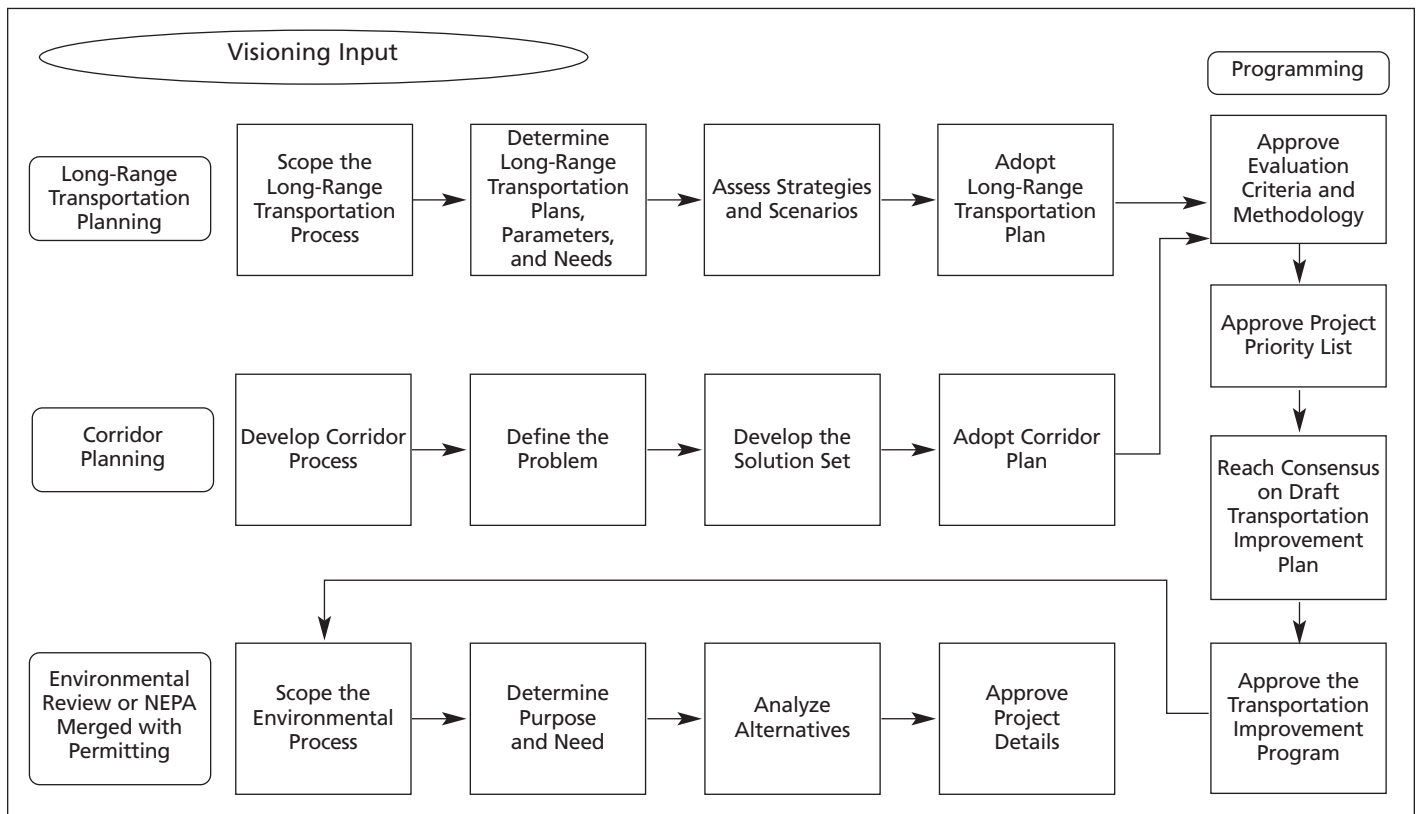 Visioning Input
Programming
Long-Range
Transportation
Planning
Scope the
Long-Range
Transportation
Process
Determine
Long-Range
Transportation
Plans,
Parameters,
and Needs
Assess Strategies
and Scenarios
Adopt
Long-Range
Transportation
Plan
Approve
Evaluation
Criteria and
Methodology
Approve Project
Priority List
Corridor
Planning
Develop Corridor
Process
Define the
Problem
Develop the
Solution Set
Adopt Corridor
Plan
Reach Consensus
on Draft
Transportation
Improvement
Plan
Environmental
Review or NEPA
Merged with
Permitting
Scope the
Environmental
Process
Determine
Purpose
and Need
Analyze
Alternatives
Approve
Project
Details
Approve the
Transportation
Improvement
Program